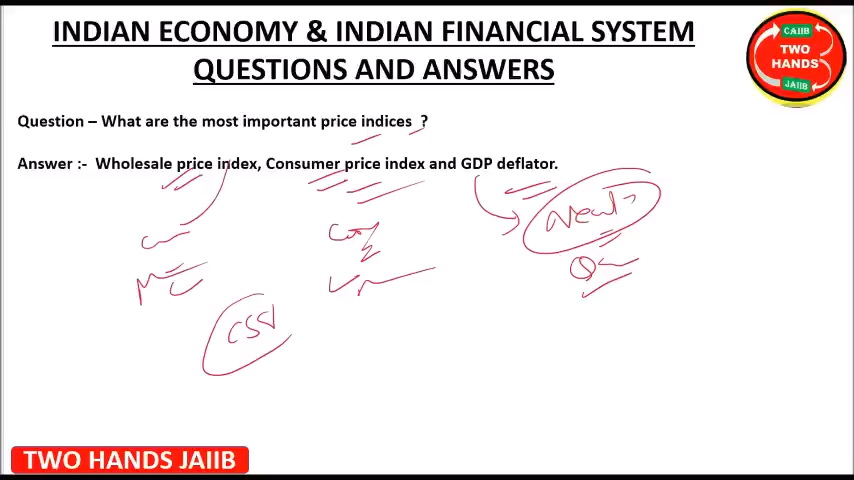 INDIAN ECONOMY & INDIAN FINANCIAL SYSTEM
QUESTIONS AND ANSWERS
CAIIB
TWO
HANDS
JAIIB
Question – What are the most important price indices ?
Answer :- Wholesale price index, Consumer price index and GDP deflator.
Next
TWO HANDS JAIIB